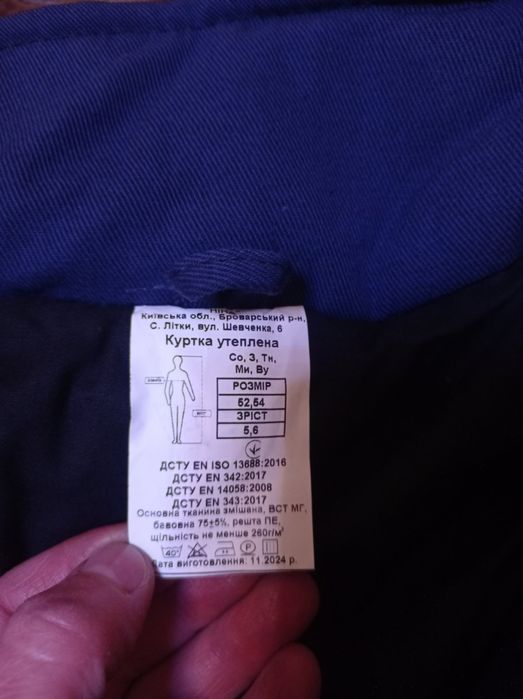 Київська обл., Броварський р-н,
С. Літки, вул. Шевченка, 6
Куртка утеплена
Со, З, Тн,
Ми, Ву
РОЗМІР
52,54
ЗРІСТ
5,6
ДСТУ EN ISO 13688:2016
ДСТУ EN 342:2017
ДСТУ EN 14058:2008
ДСТУ EN 343:2017
Основна тканина змішана, ВСТ МГ,
бавовна 75±5%, решта ПЕ,
щільність не менше 260г/м²
40° P
Дата виготовлення: 11.2024 р.